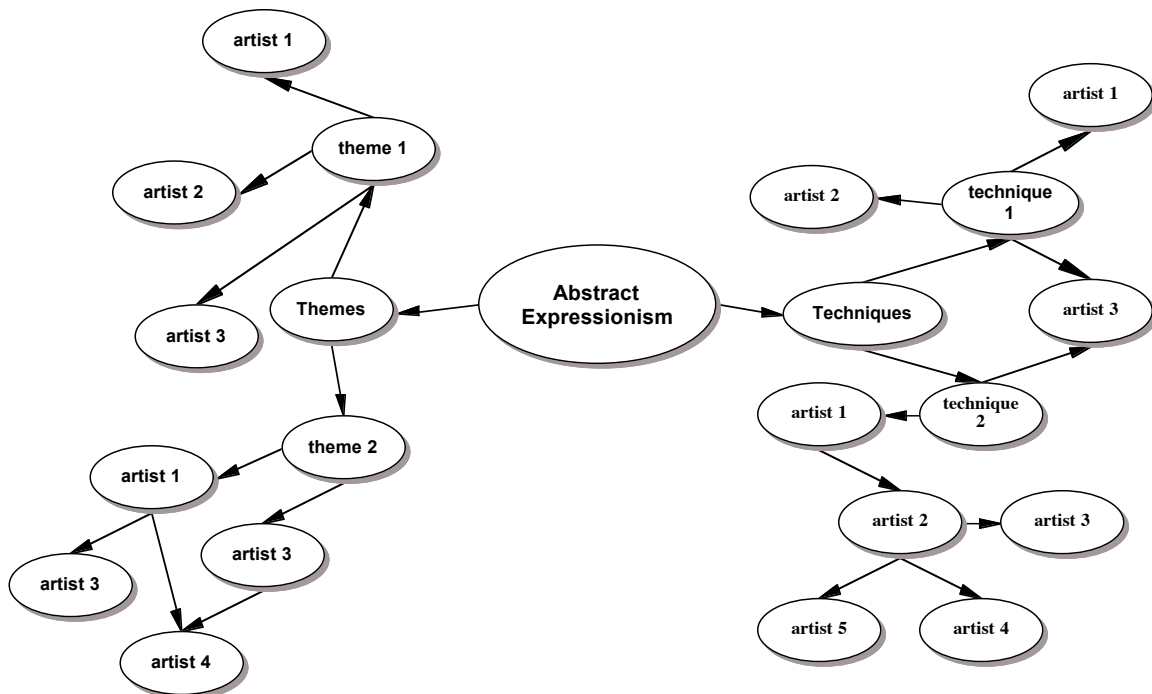 artist 1
artist 1
theme 1
artist 2
artist 2
technique
1
Abstract
Expressionism
Themes
Techniques
artist 3
artist 3
artist 1
technique
2
theme 2
artist 1
artist 2
artist 3
artist 3
artist 3
artist 5
artist 4
artist 4